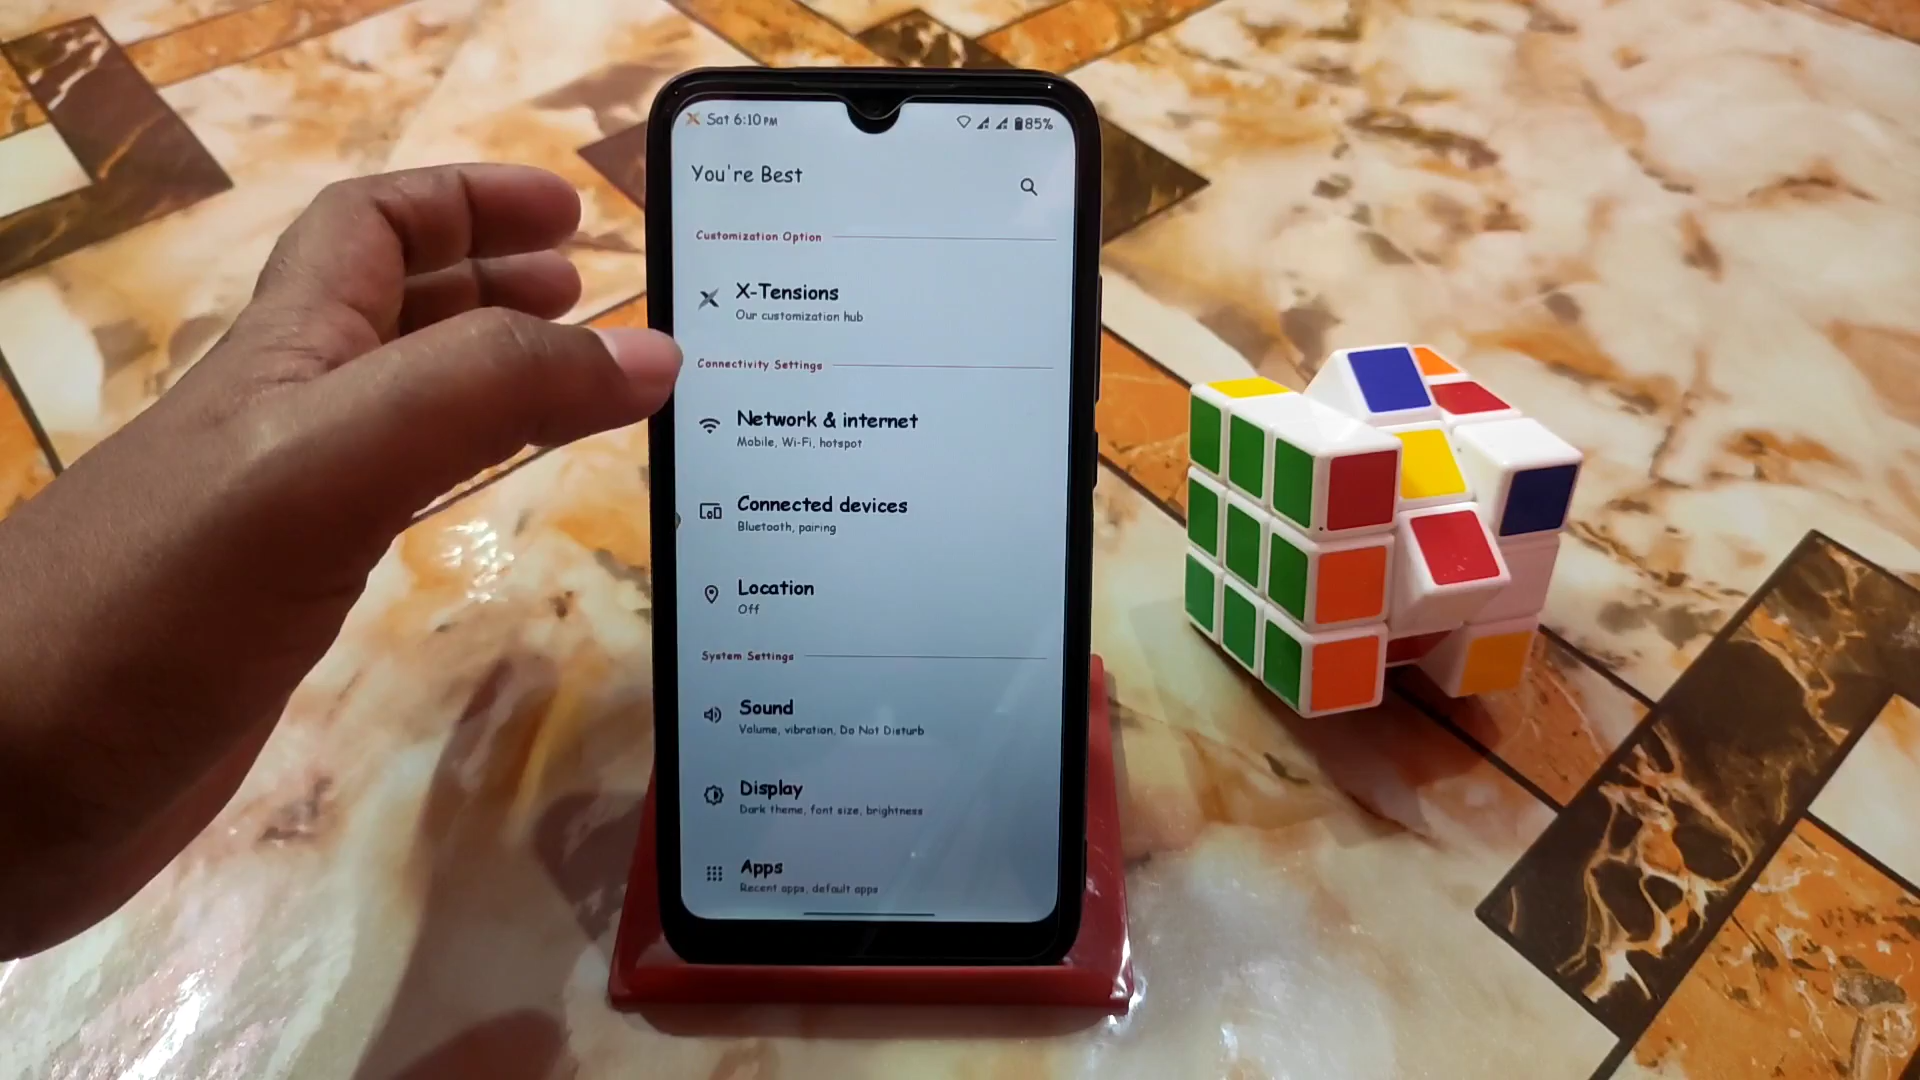 Sat 6:10 PM
85%
You're Best
Customization Option
X-Tensions
Our customization hub
Connectivity Settings
Network & internet
Mobile, Wi-Fi, hotspot
Connected devices
Bluetooth, pairing
Location
Off
System Settings
Sound
Volume, vibration, Do Not Disturb
Display
Dark theme, font size, brightness
Apps
Recent apps, default apps